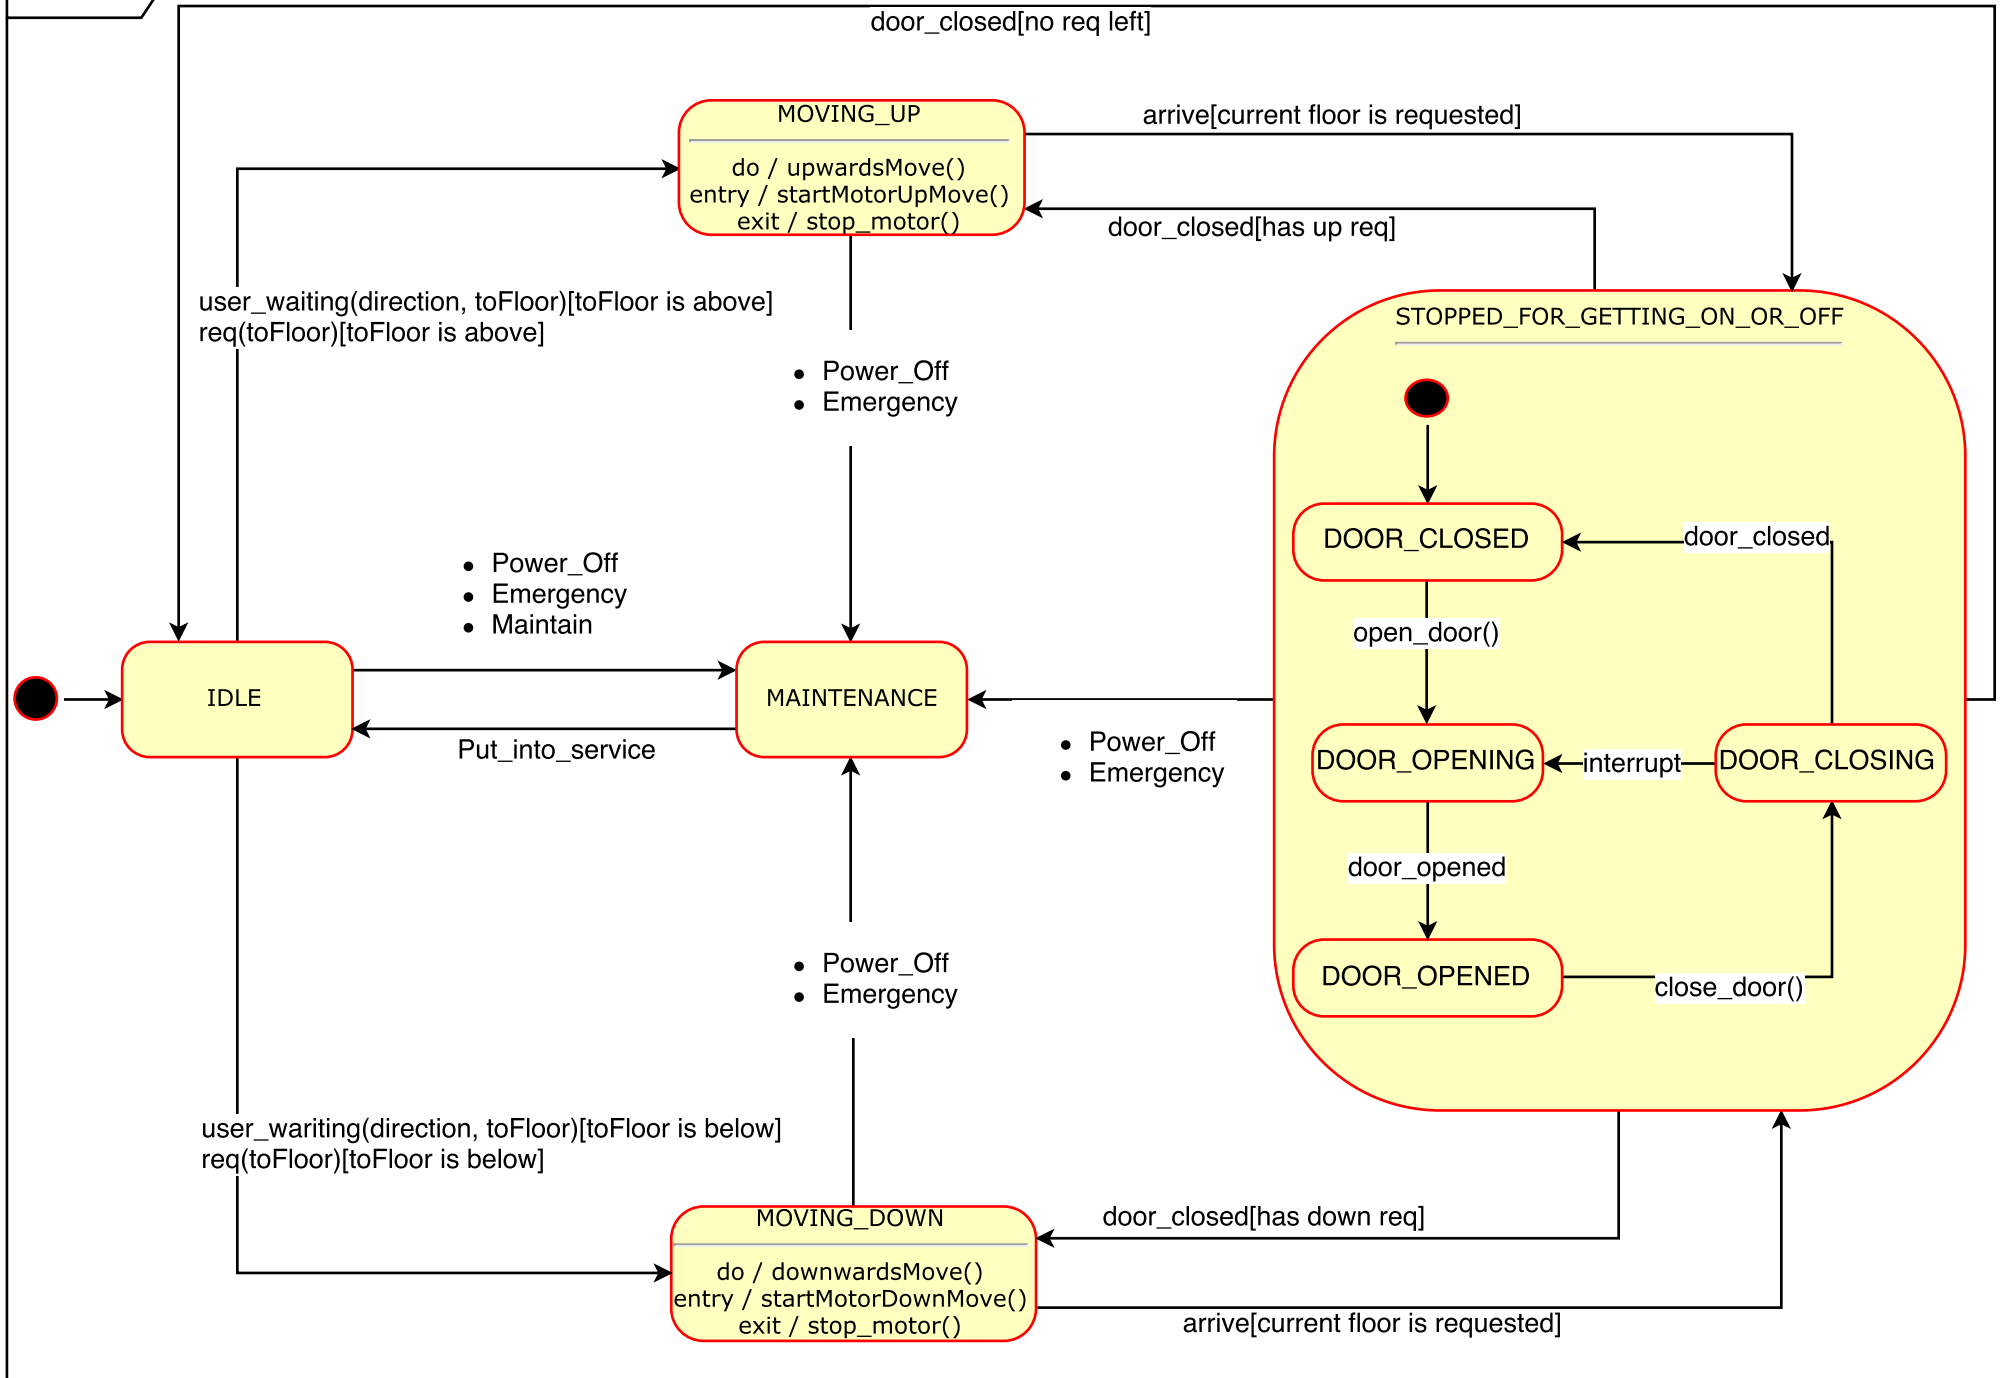 door_closed[no req left]
MOVING_UP
do / upwardsMove()
entry / startMotorUpMove()
exit / stop_motor()
arrive[current floor is requested]
door_closed[has up req]
user_waiting(direction, toFloor)[toFloor is above]
req(toFloor)[toFloor is above]
• Power_Off
• Emergency
STOPPED_FOR_GETTING_ON_OR_OFF
DOOR_CLOSED
door_closed
open_door()
DOOR_OPENING
interrupt
DOOR_CLOSING
door_opened
DOOR_OPENED
close_door()
• Power_Off
• Emergency
• Maintain
IDLE
MAINTENANCE
Put_into_service
• Power_Off
• Emergency
• Power_Off
• Emergency
user_wariting(direction, toFloor)[toFloor is below]
req(toFloor)[toFloor is below]
MOVING_DOWN
do / downwardsMove()
entry / startMotorDownMove()
exit / stop_motor()
door_closed[has down req]
arrive[current floor is requested]